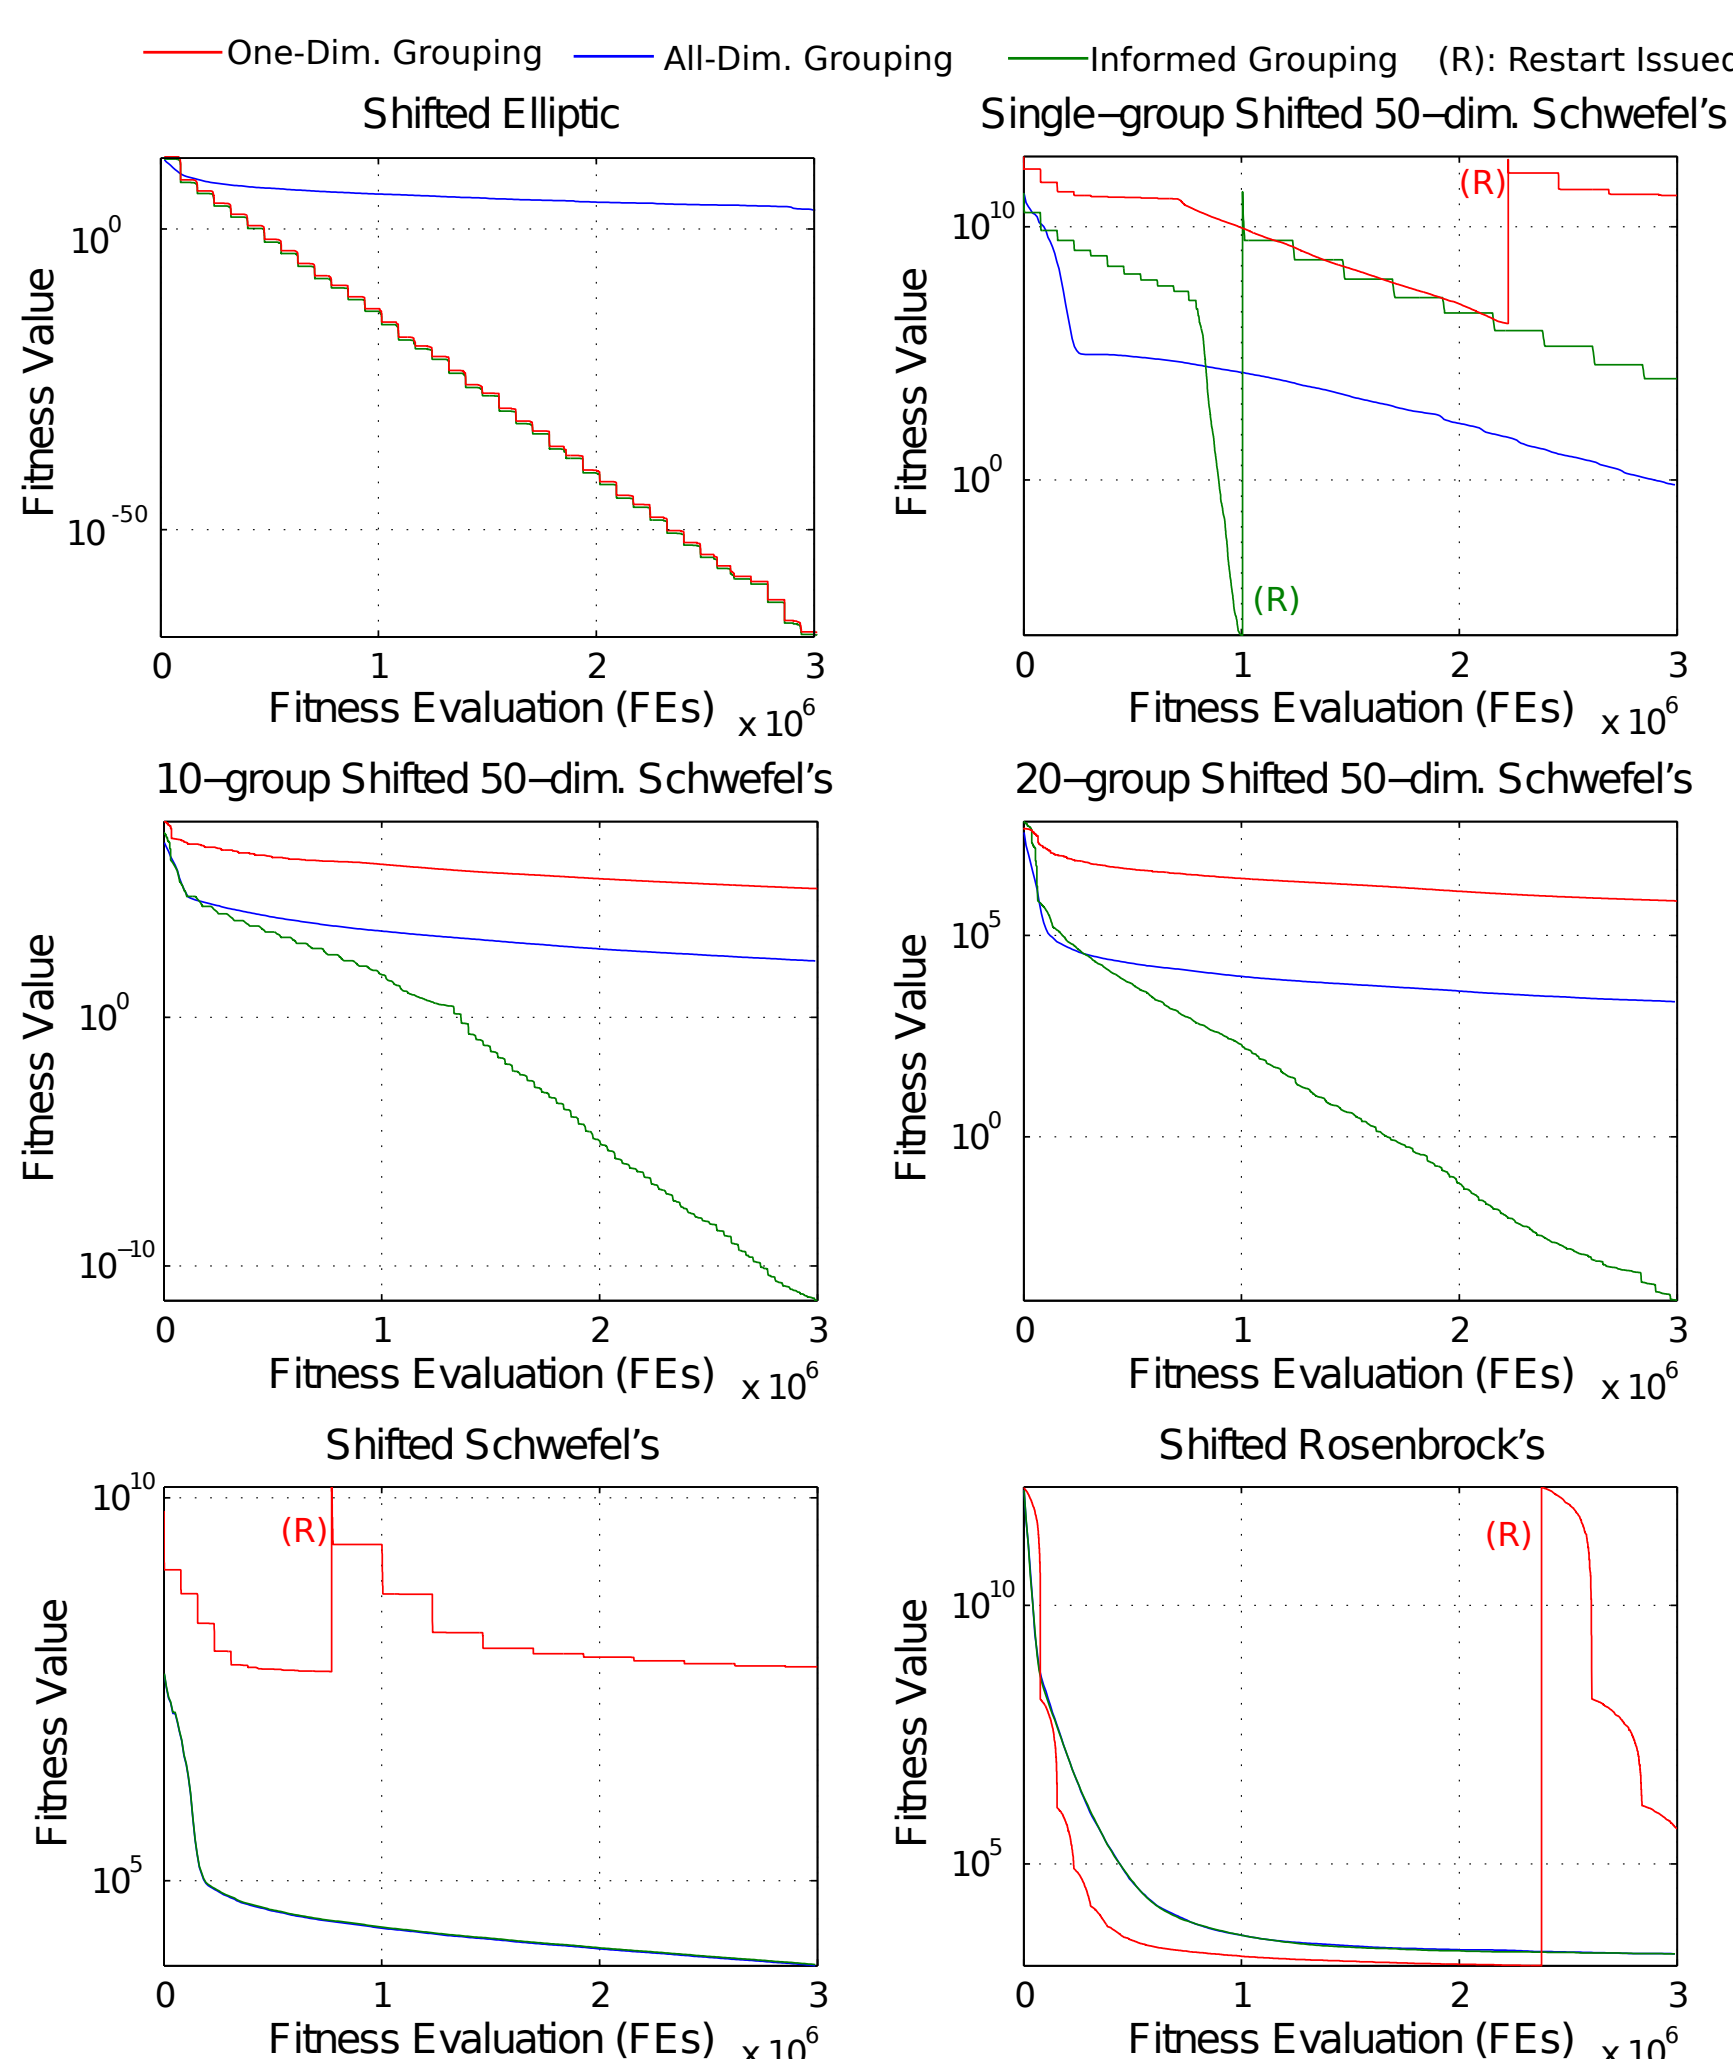 One-Dim. Grouping All-Dim. Grouping Informed Grouping (R): Restart Issued
Shifted Elliptic
Single−group Shifted 50−dim. Schwefel's
10^0
10^-50
Fitness Value
0 1 2 3
Fitness Evaluation (FEs) x 10^6
(R)
10^10
10^0
(R)
Fitness Value
0 1 2 3
Fitness Evaluation (FEs) x 10^6
10−group Shifted 50−dim. Schwefel's
20−group Shifted 50−dim. Schwefel's
10^0
10^−10
Fitness Value
0 1 2 3
Fitness Evaluation (FEs) x 10^6
10^5
10^0
Fitness Value
0 1 2 3
Fitness Evaluation (FEs) x 10^6
Shifted Schwefel's
Shifted Rosenbrock's
10^10
(R)
10^5
Fitness Value
0 1 2 3
Fitness Evaluation (FEs) x 10^6
(R)
10^10
10^5
Fitness Value
0 1 2 3
Fitness Evaluation (FEs) x 10^6